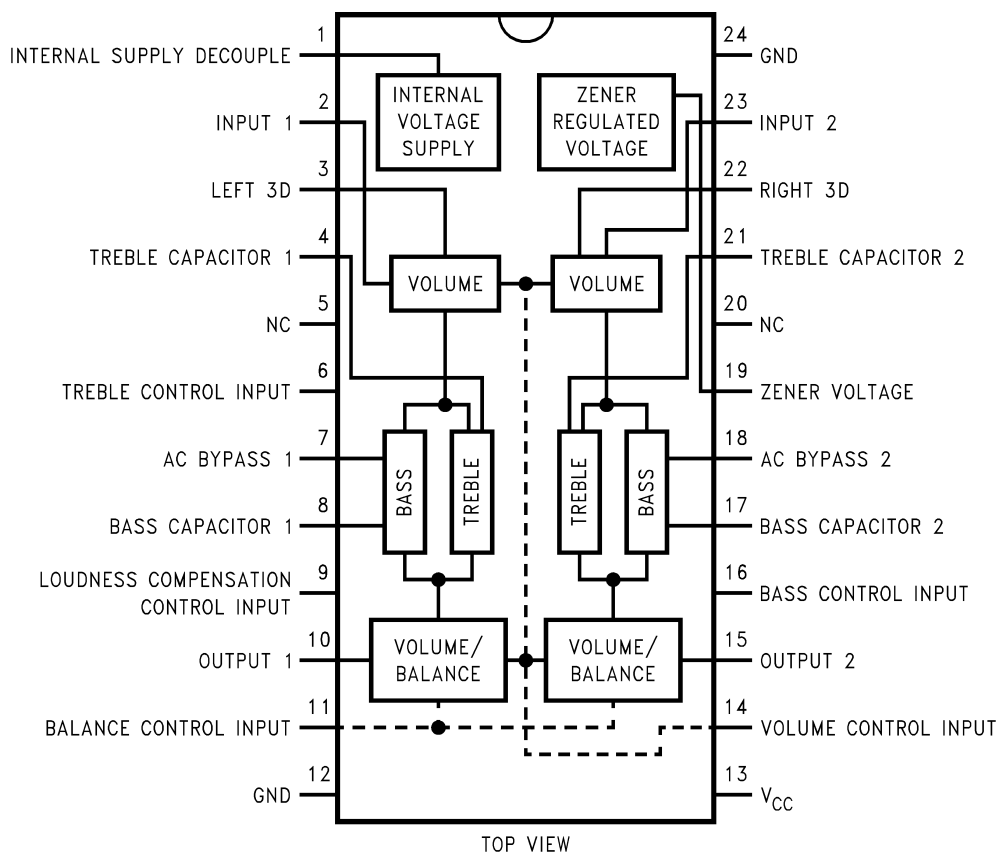 1
INTERNAL SUPPLY DECOUPLE
2
INPUT 1
3
LEFT 3D
4
TREBLE CAPACITOR 1
5
NC
6
TREBLE CONTROL INPUT
7
AC BYPASS 1
8
BASS CAPACITOR 1
9
LOUDNESS COMPENSATION
CONTROL INPUT
10
OUTPUT 1
11
BALANCE CONTROL INPUT
12
GND
INTERNAL
VOLTAGE
SUPPLY
ZENER
REGULATED
VOLTAGE
VOLUME
VOLUME
BASS
TREBLE
TREBLE
BASS
VOLUME/
BALANCE
VOLUME/
BALANCE
24
GND
23
INPUT 2
22
RIGHT 3D
21
TREBLE CAPACITOR 2
20
NC
19
ZENER VOLTAGE
18
AC BYPASS 2
17
BASS CAPACITOR 2
16
BASS CONTROL INPUT
15
OUTPUT 2
14
VOLUME CONTROL INPUT
13
VCC
TOP VIEW